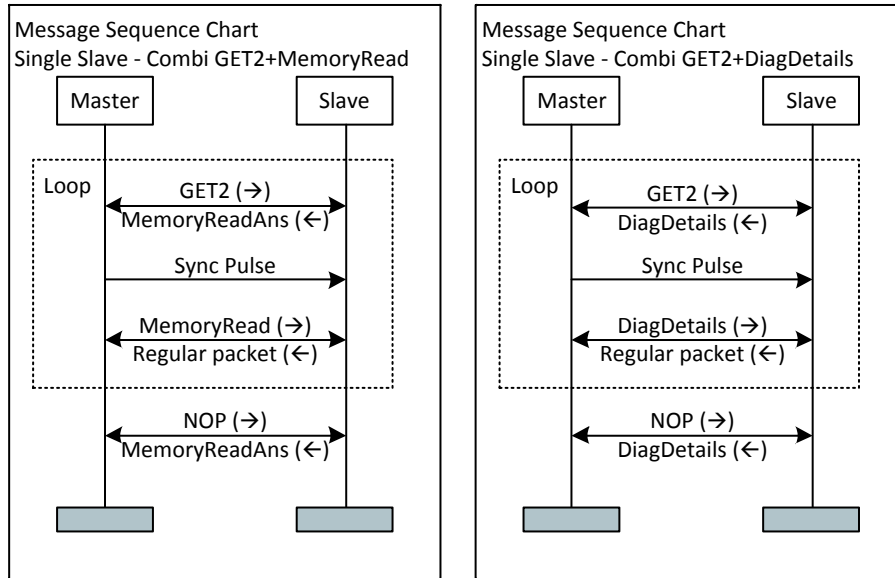 Message Sequence Chart
Single Slave - Combi GET2+MemoryRead
Master
Slave
Loop
GET2 (→)
MemoryReadAns (←)
Sync Pulse
MemoryRead (→)
Regular packet (←)
NOP (→)
MemoryReadAns (←)
Message Sequence Chart
Single Slave - Combi GET2+DiagDetails
Master
Slave
Loop
GET2 (→)
DiagDetails (←)
Sync Pulse
DiagDetails (→)
Regular packet (←)
NOP (→)
DiagDetails (←)